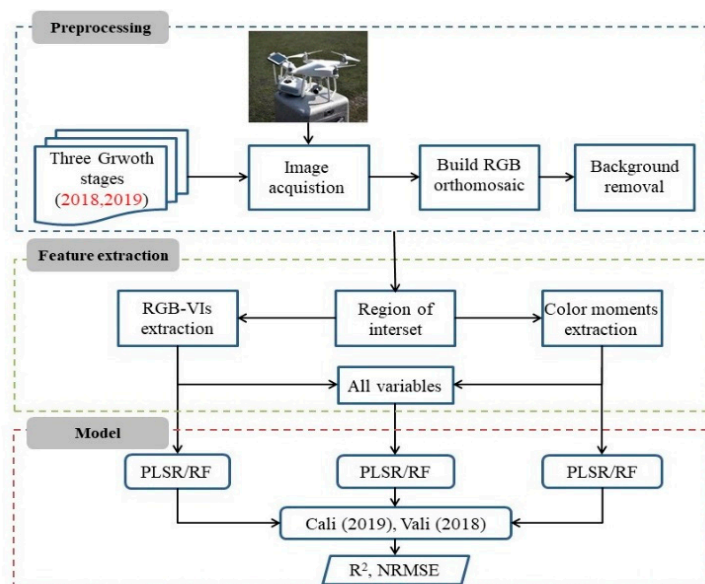 Preprocessing
Three Grwoth
stages
(2018,2019)
Image
acquistion
Build RGB
orthomosaic
Background
removal
Feature extraction
RGB-VIs
extraction
Region of
interset
Color moments
extraction
All variables
Model
PLSR/RF
PLSR/RF
PLSR/RF
Cali (2019), Vali (2018)
R², NRMSE